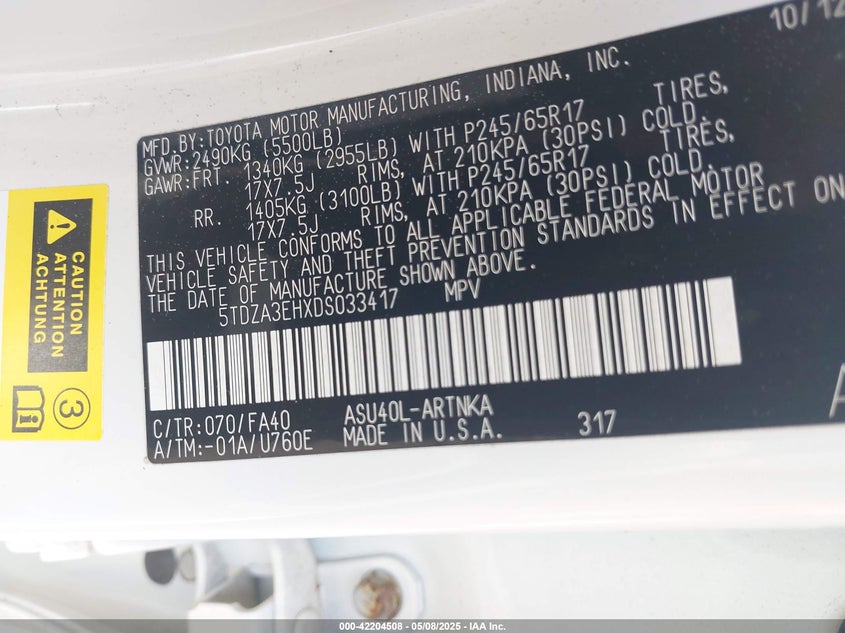 10/12
MFD.BY:TOYOTA MOTOR MANUFACTURING, INDIANA, INC.
GVWR:2490KG (5500LB)
GAWR:FRT. 1340KG (2955LB) WITH P245/65R17 TIRES,
17X7.5J RIMS, AT 210KPA (30PSI) COLD.
RR. 1405KG (3100LB) WITH P245/65R17 TIRES,
17X7.5J RIMS, AT 210KPA (30PSI) COLD.
THIS VEHICLE CONFORMS TO ALL APPLICABLE FEDERAL MOTOR
VEHICLE SAFETY AND THEFT PREVENTION STANDARDS IN EFFECT ON
THE DATE OF MANUFACTURE SHOWN ABOVE.
5TDZA3EHXDS033417 MPV
C/TR:070/FA40 ASU40L-ARTNKA
A/TM:-01A/U760E MADE IN U.S.A. 317
A
CAUTION
ATTENTION
ACHTUNG
3
000-42204508 - 05/08/2025 - IAA Inc.